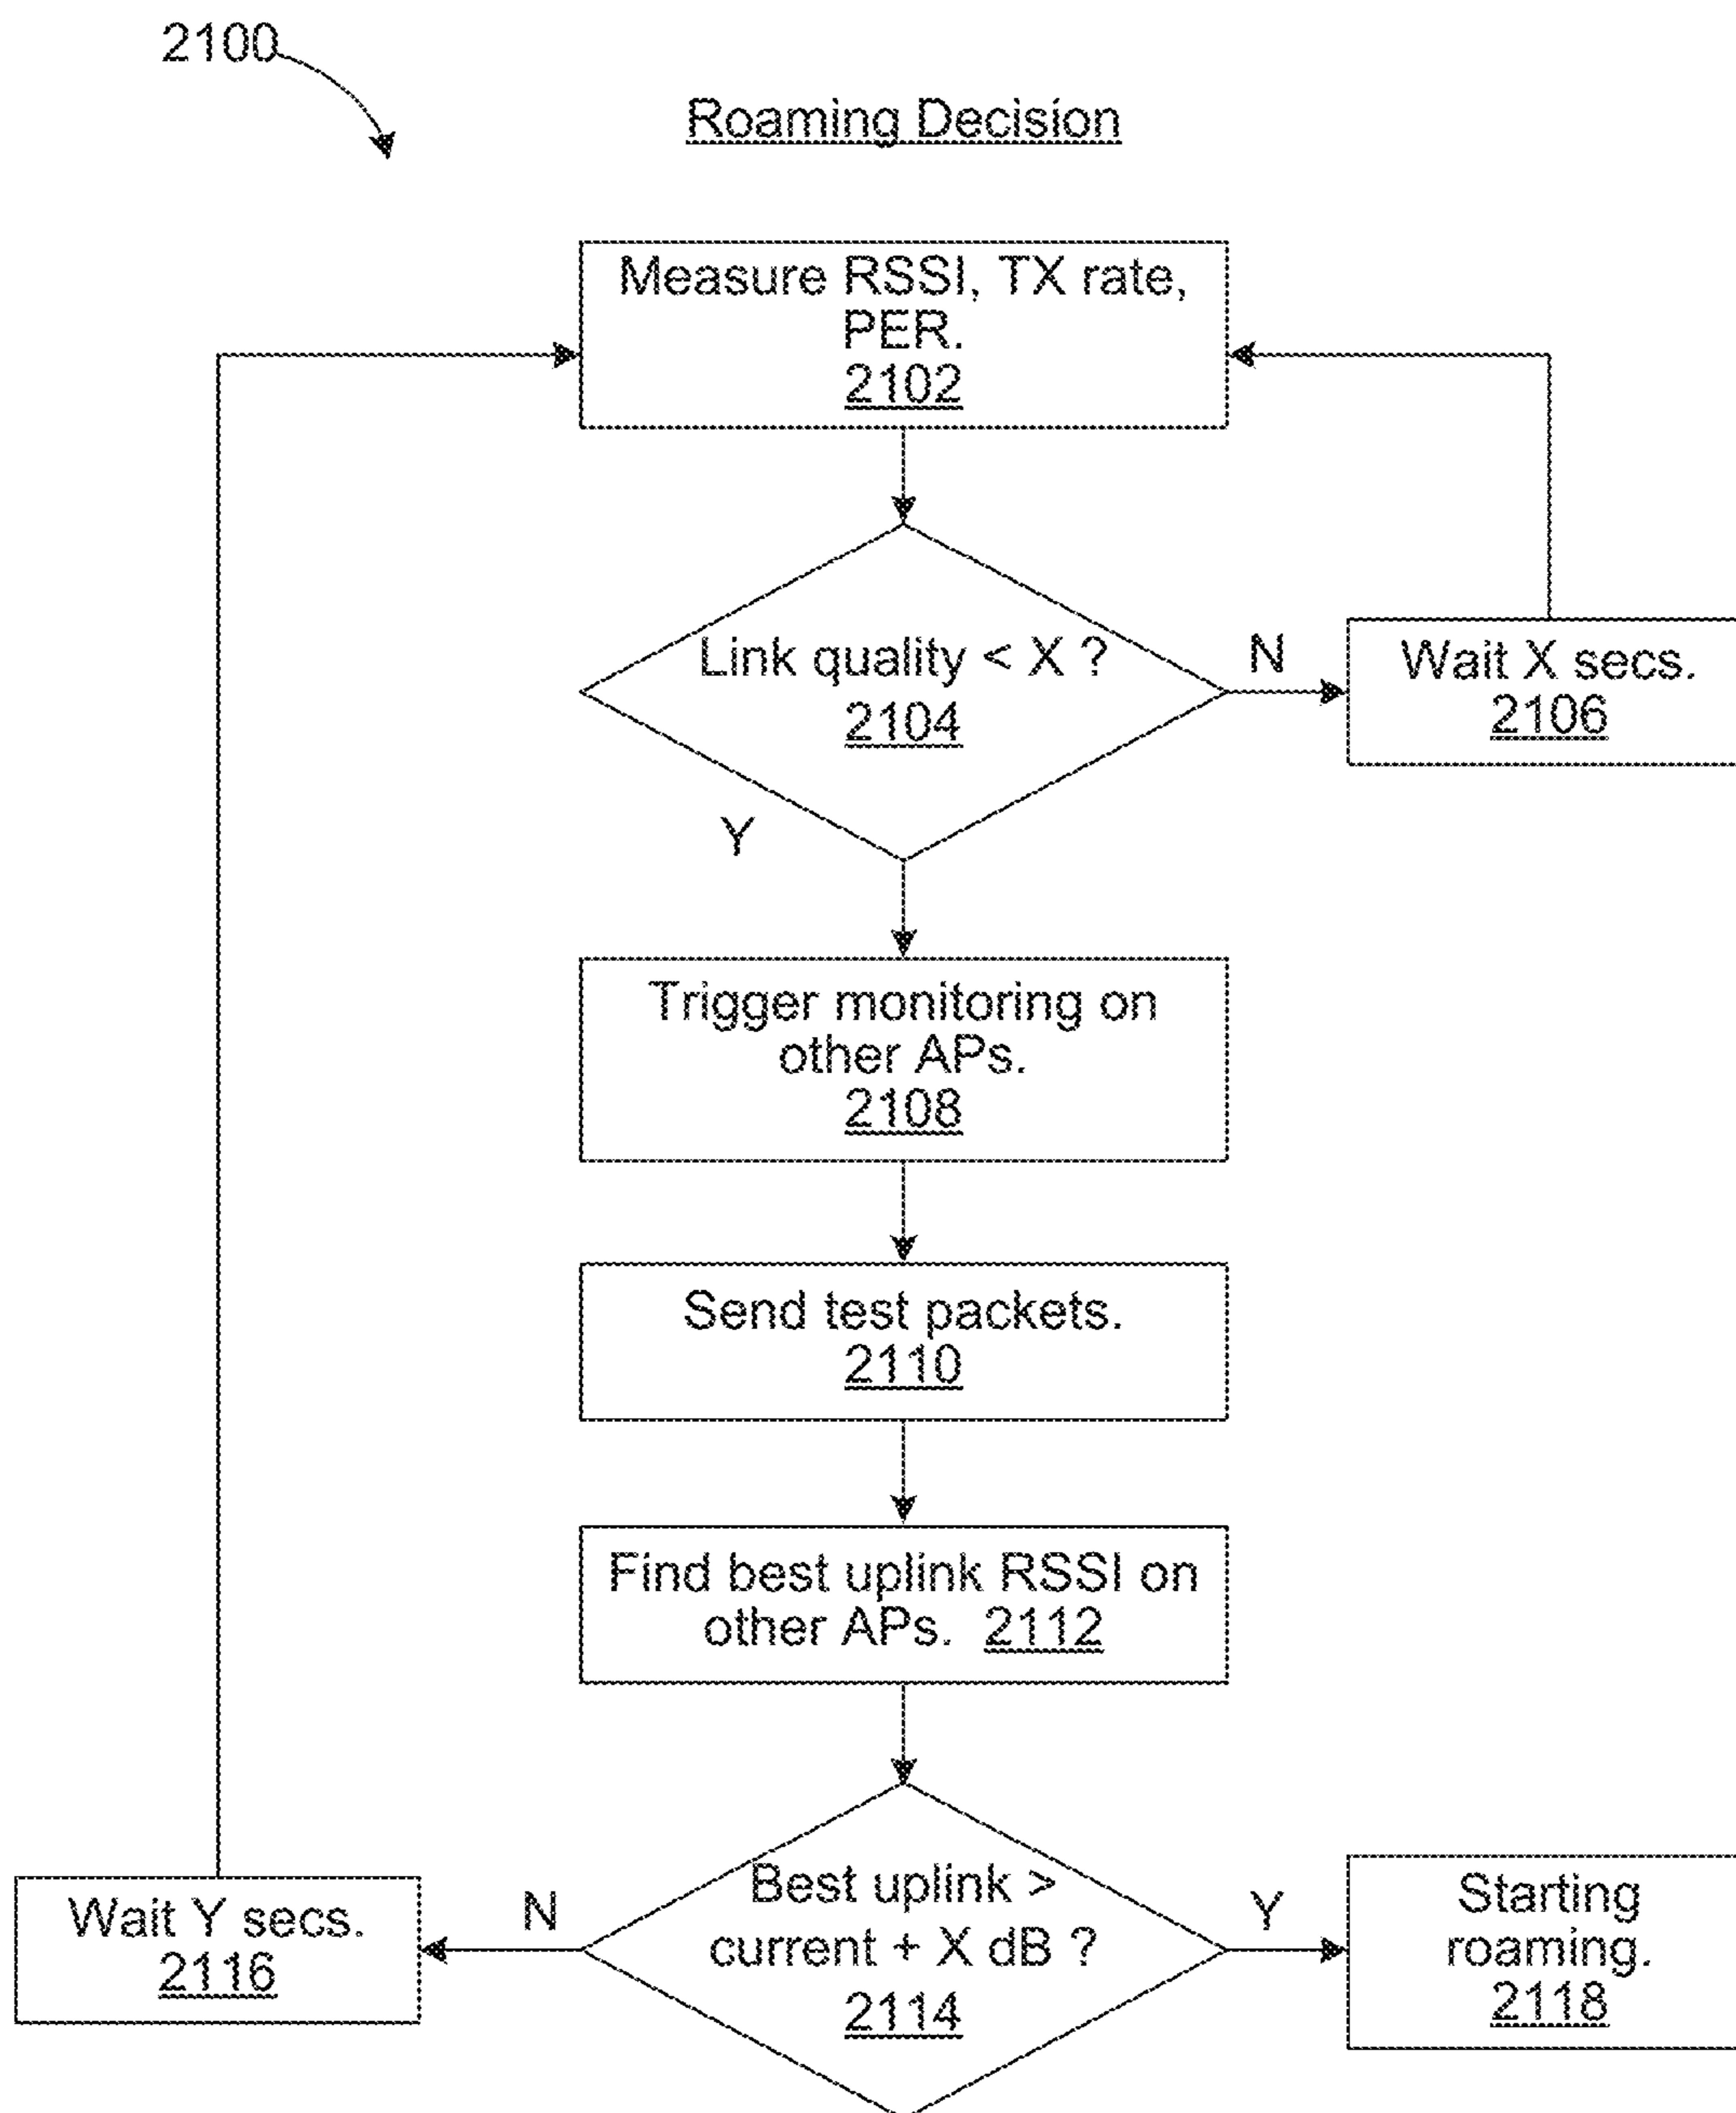 2100
Roaming Decision
Measure RSSI, TX rate,
PER.
2102
Link quality < X ?
2104
N
Wait X secs.
2106
Y
Trigger monitoring on
other APs.
2108
Send test packets.
2110
Find best uplink RSSI on
other APs. 2112
Best uplink >
current + X dB ?
2114
N
Wait Y secs.
2116
Y
Starting
roaming.
2118